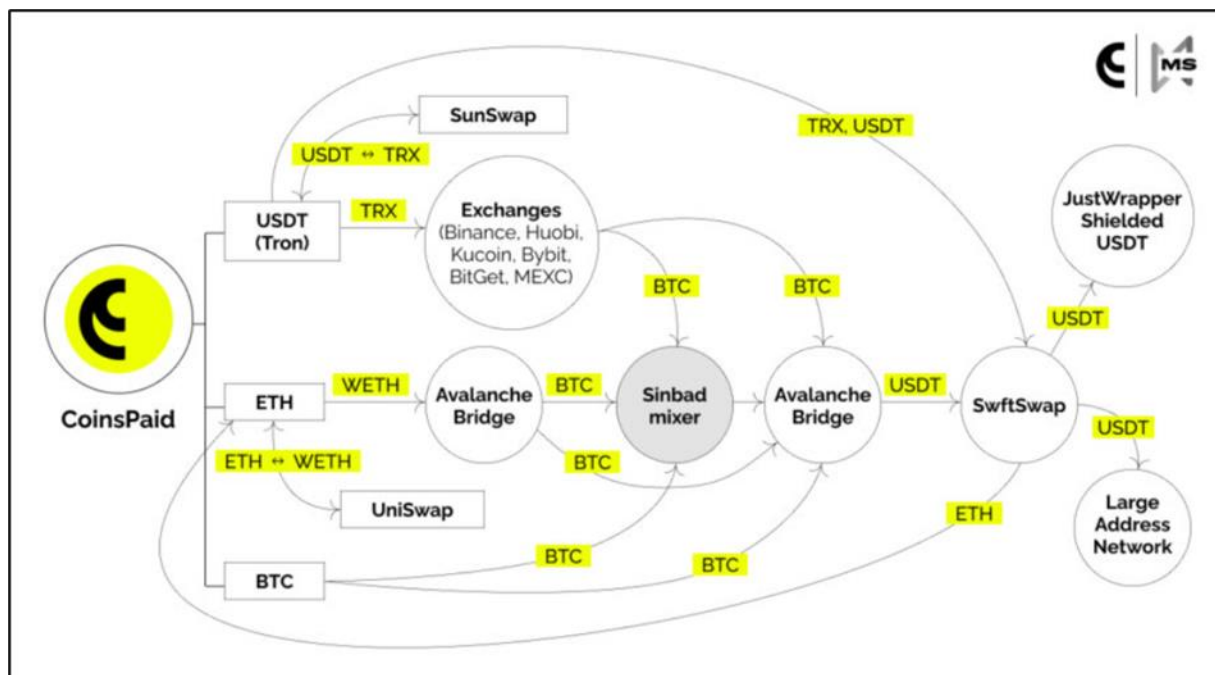 MS
SunSwap
TRX, USDT
USDT ↔ TRX
JustWrapper
Shielded
USDT
USDT
(Tron)
TRX
Exchanges
(Binance, Huobi,
Kucoin, Bybit,
BitGet, MEXC)
BTC
BTC
USDT
CoinsPaid
ETH
WETH
Avalanche
Bridge
BTC
Sinbad
mixer
Avalanche
Bridge
USDT
SwftSwap
USDT
ETH ↔ WETH
BTC
UniSwap
ETH
Large
Address
Network
BTC
BTC
BTC